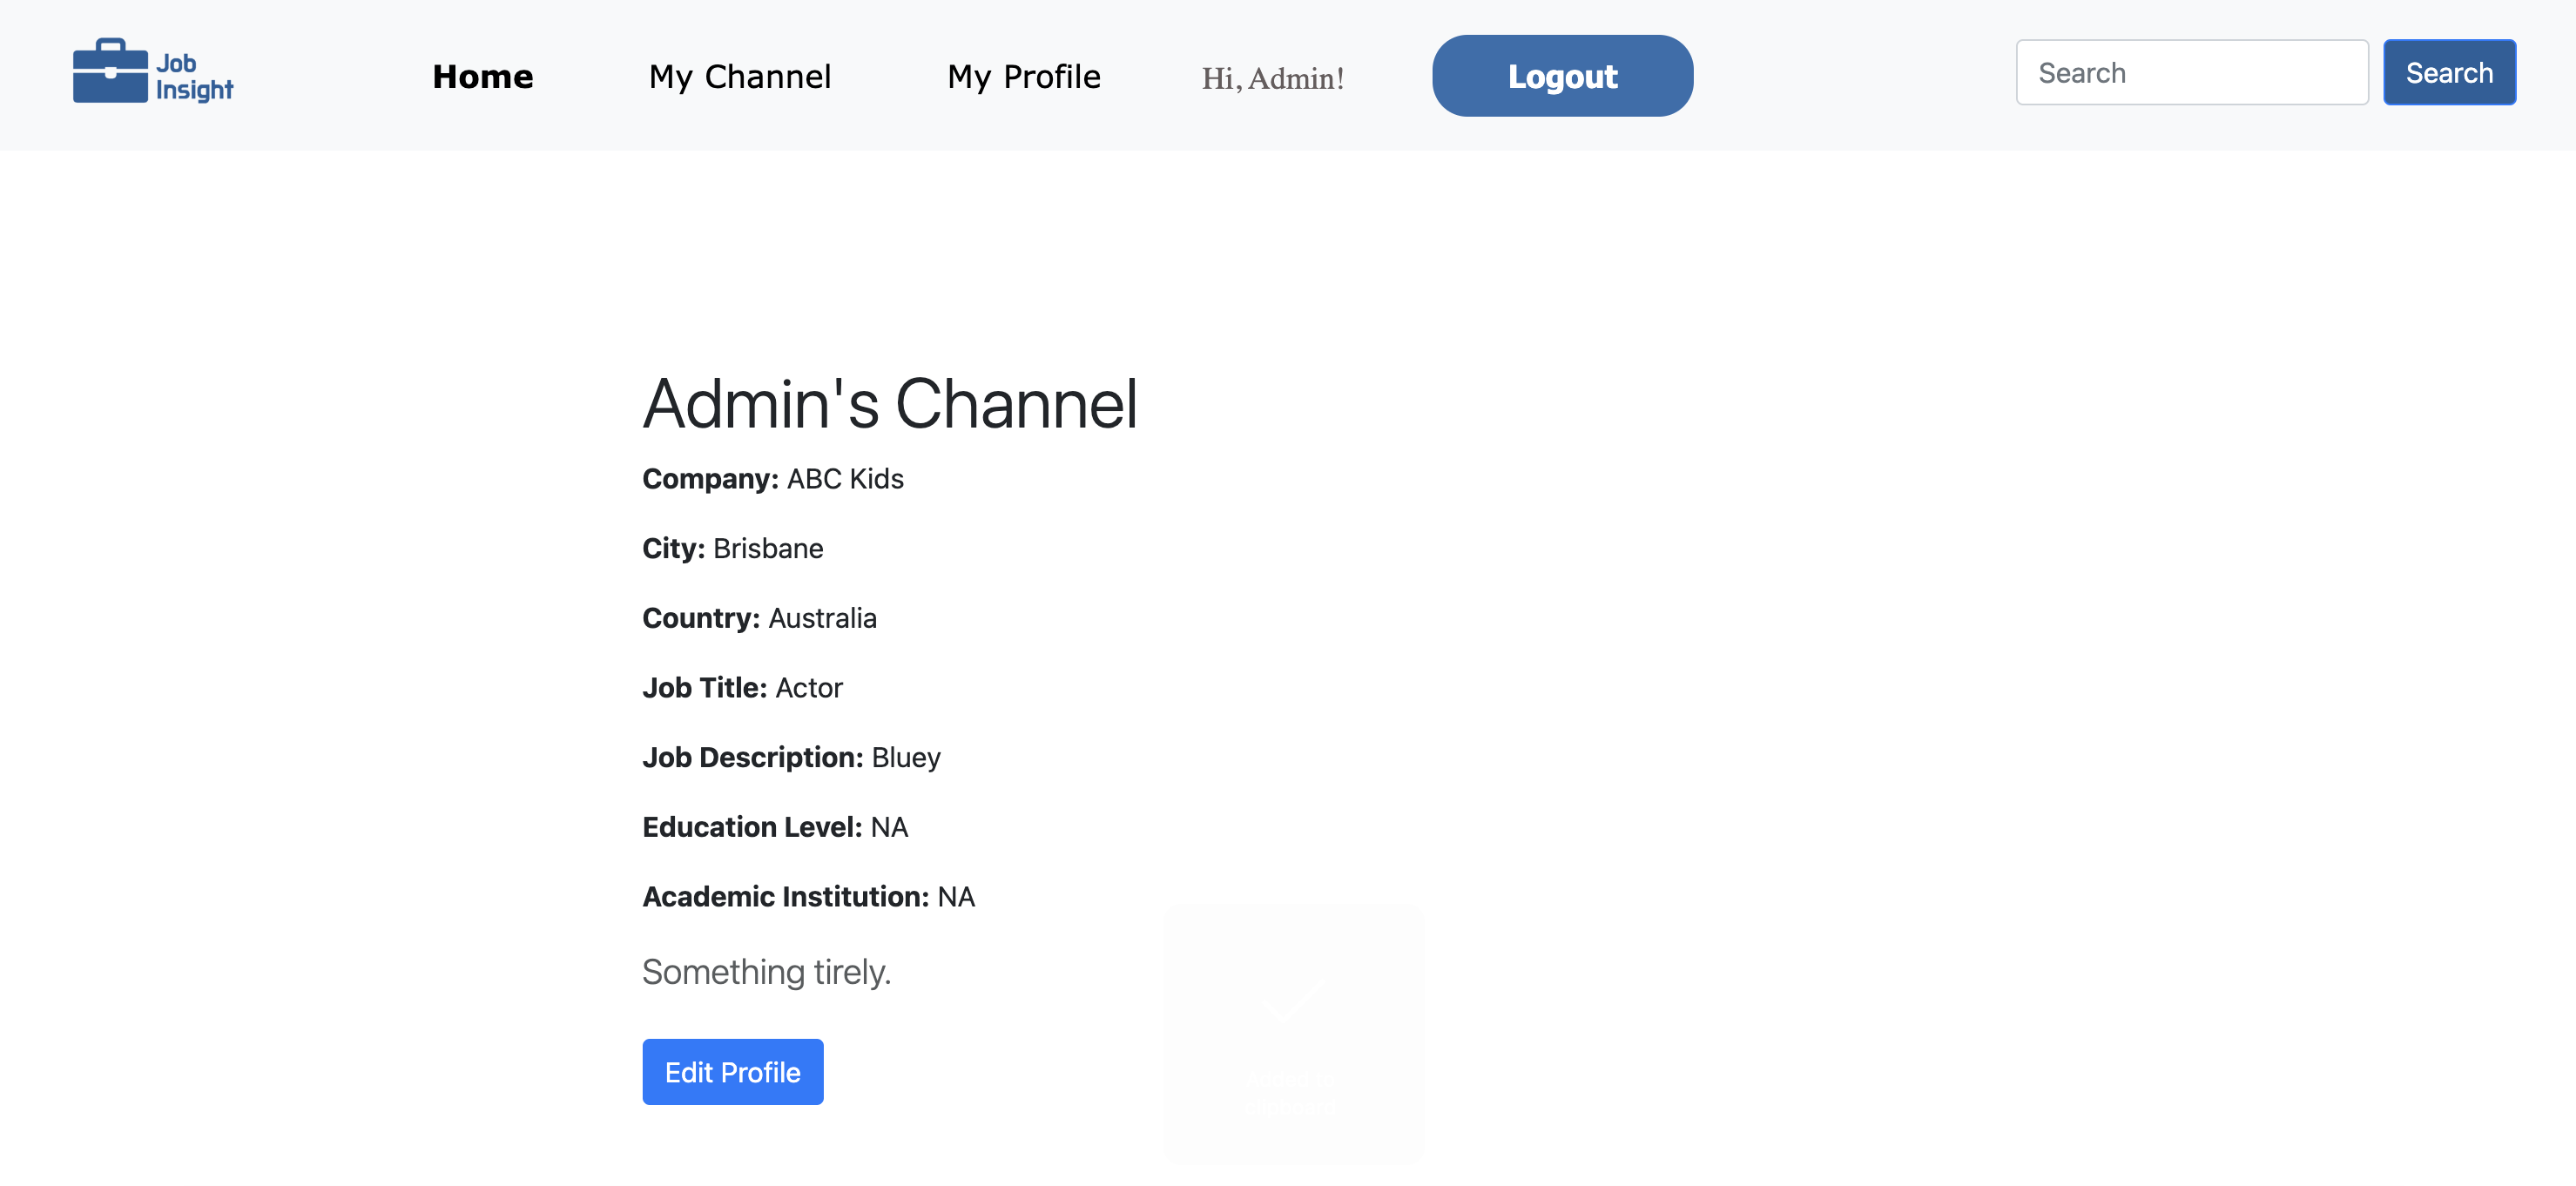 Job
Insight
Home My Channel My Profile Hi, Admin! Logout Search Search
Admin's Channel
Company: ABC Kids
City: Brisbane
Country: Australia
Job Title: Actor
Job Description: Bluey
Education Level: NA
Academic Institution: NA
Something tirely.
Edit Profile